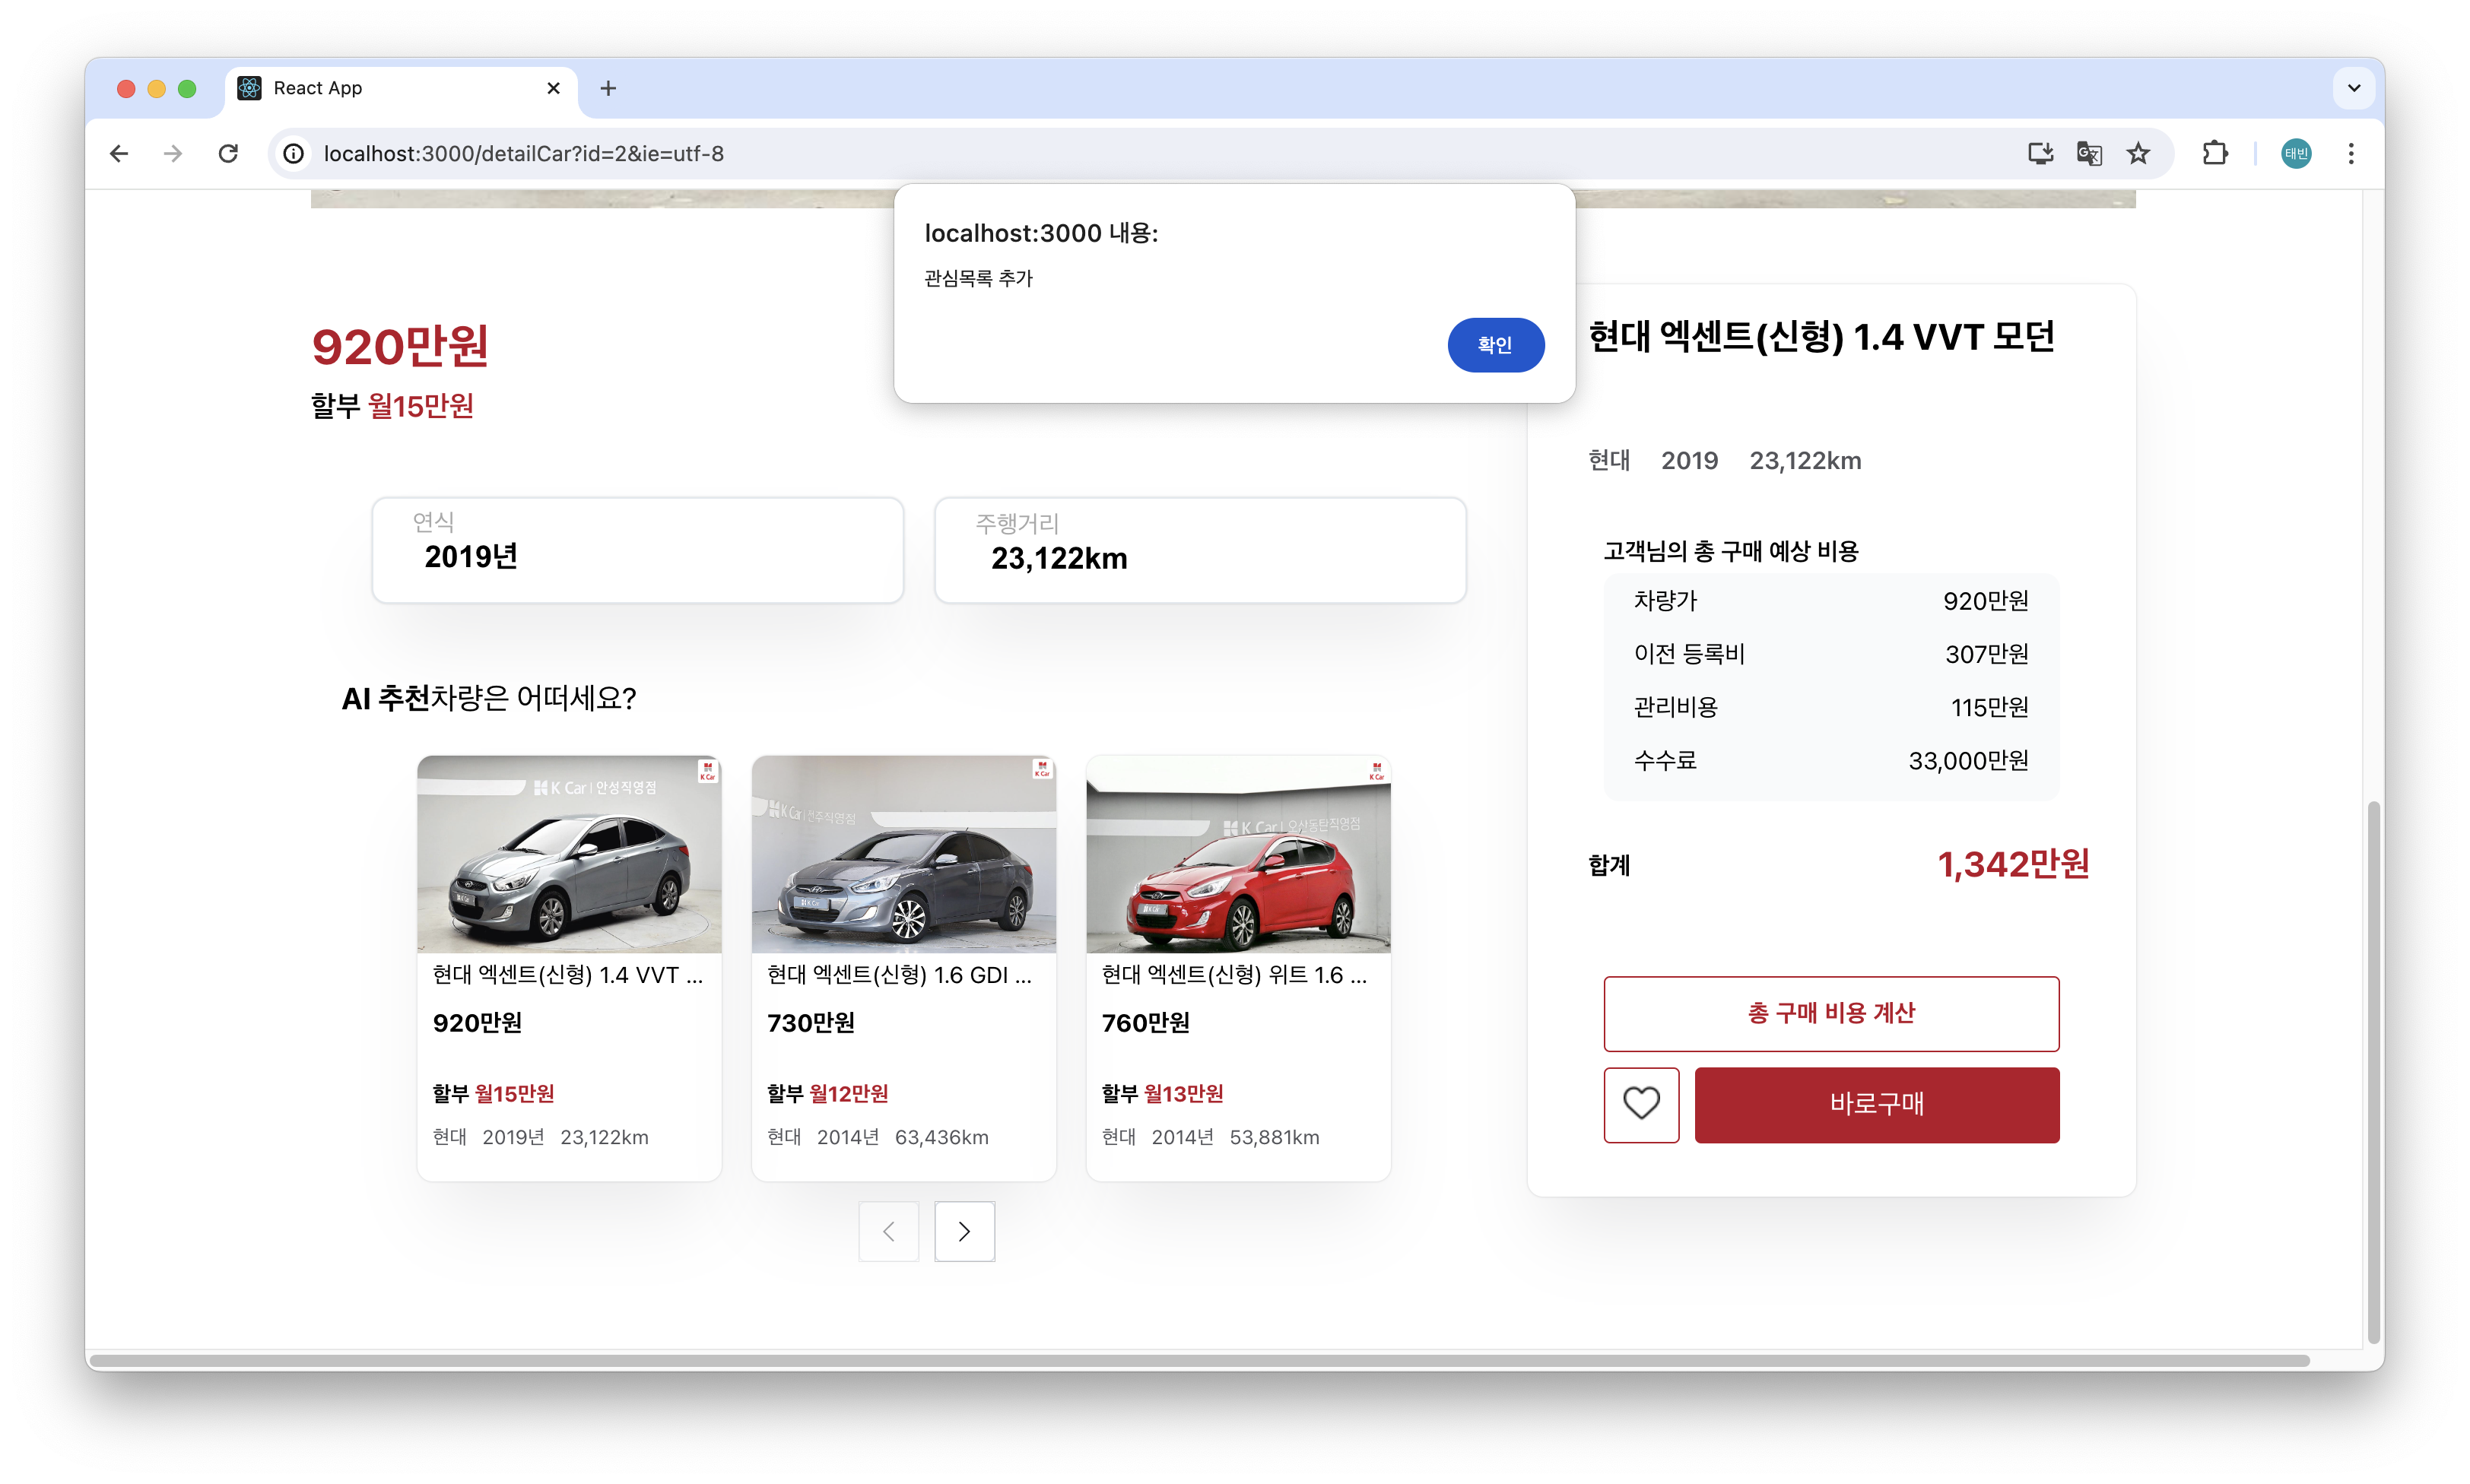 React App
localhost:3000/detailCar?id=2&ie=utf-8
태빈
localhost:3000 내용:
관심목록 추가
확인
920만원
할부 월15만원
연식
2019년
주행거리
23,122km
AI 추천차량은 어떠세요?
K Car | 안성직영점
K Car
현대 엑센트(신형) 1.4 VVT ...
920만원
할부 월15만원
현대 2019년 23,122km
K Car | 전주직영점
K Car
현대 엑센트(신형) 1.6 GDI ...
730만원
할부 월12만원
현대 2014년 63,436km
K Car | 오산동탄직영점
K Car
현대 엑센트(신형) 위트 1.6 ...
760만원
할부 월13만원
현대 2014년 53,881km
현대 엑센트(신형) 1.4 VVT 모던
현대 2019 23,122km
고객님의 총 구매 예상 비용
차량가 920만원
이전 등록비 307만원
관리비용 115만원
수수료 33,000만원
합계 1,342만원
총 구매 비용 계산
바로구매